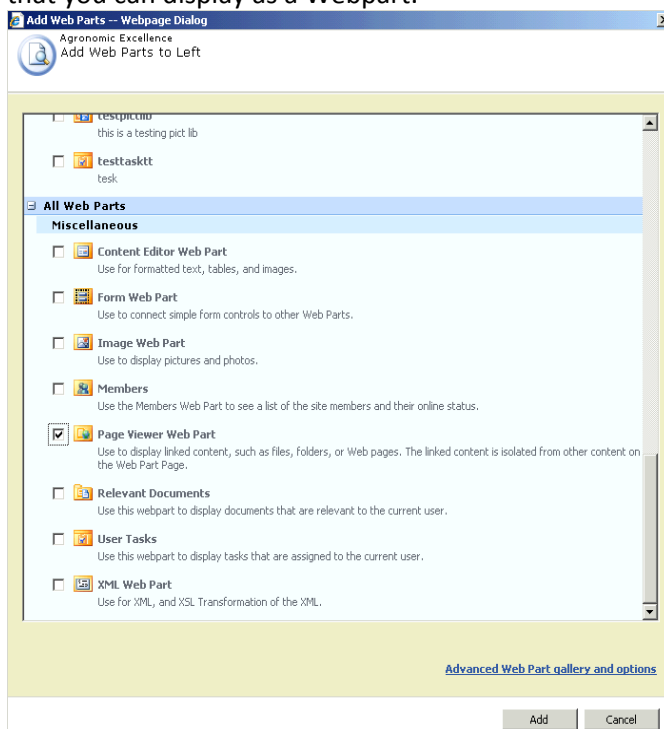 that you can display as a Webpart.
Add Web Parts -- Webpage Dialog
Agronomic Excellence
Add Web Parts to Left
testpictlib
this is a testing pict lib
testtasktt
tesk
All Web Parts
Miscellaneous
Content Editor Web Part
Use for formatted text, tables, and images.
Form Web Part
Use to connect simple form controls to other Web Parts.
Image Web Part
Use to display pictures and photos.
Members
Use the Members Web Part to see a list of the site members and their online status.
Page Viewer Web Part
Use to display linked content, such as files, folders, or Web pages. The linked content is isolated from other content on
the Web Part Page.
Relevant Documents
Use this webpart to display documents that are relevant to the current user.
User Tasks
Use this webpart to display tasks that are assigned to the current user.
XML Web Part
Use for XML, and XSL Transformation of the XML.
Advanced Web Part gallery and options
Add Cancel